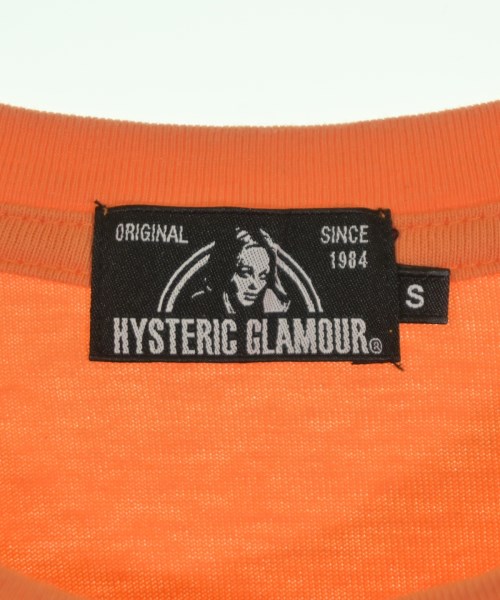 ORIGINAL
SINCE
1984
HYSTERIC GLAMOUR®
S